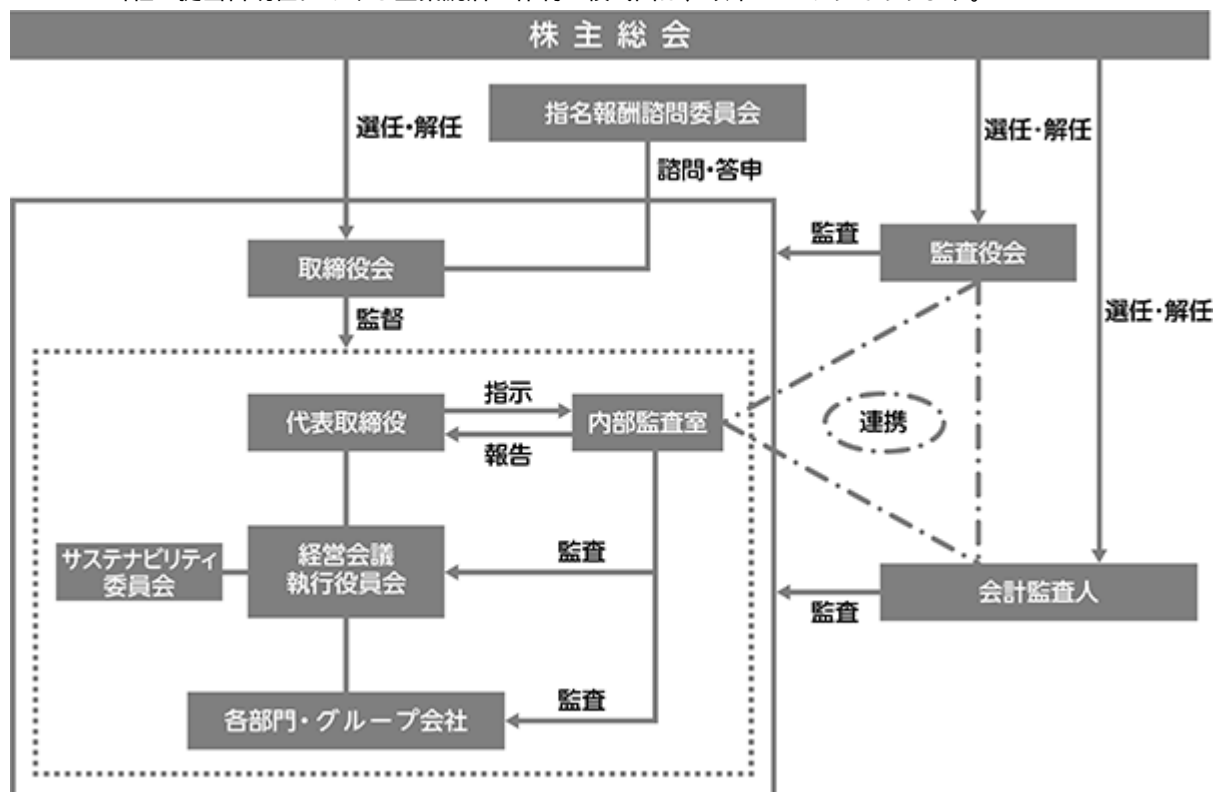 株主総会
指名報酬諮問委員会
選任・解任
選任・解任
諮問・答申
監査
取締役会
監査役会
選任・解任
監督
指示
代表取締役
内部監査室
連携
報告
経営会議
執行役員会
監査
サステナビリティ
委員会
会計監査人
監査
監査
各部門・グループ会社